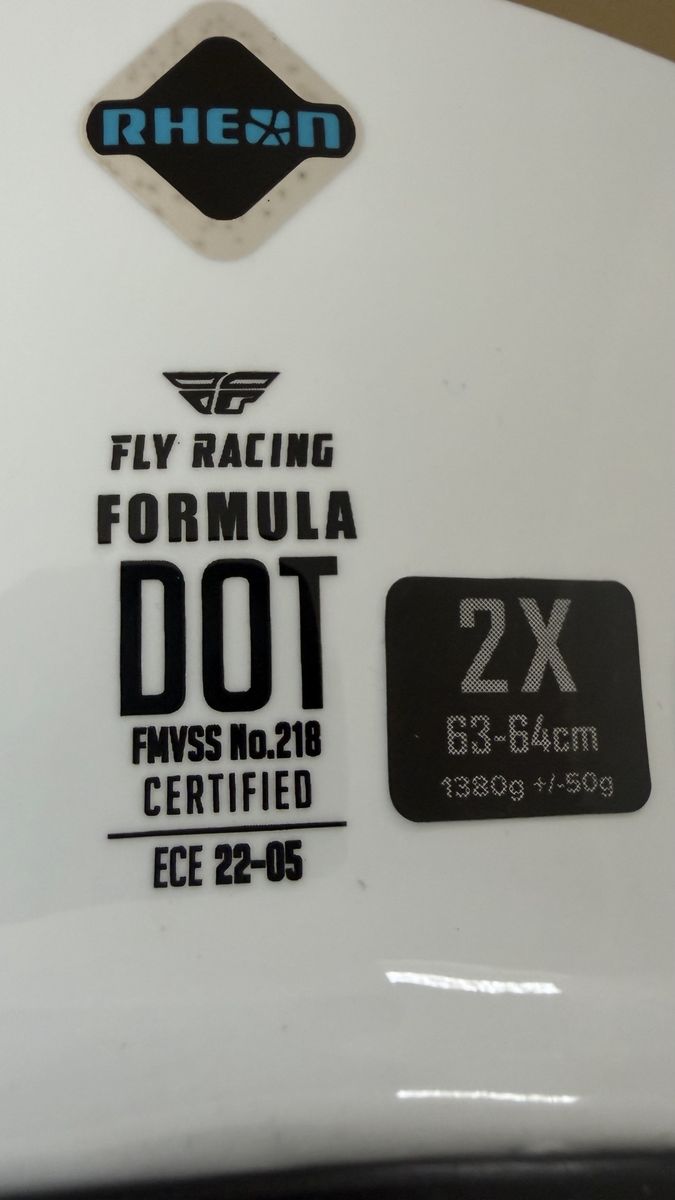 RHEON
FLY RACING
FORMULA
DOT
FMVSS No.218
CERTIFIED
ECE 22-05
2X
63-64cm
1380g +/-50g